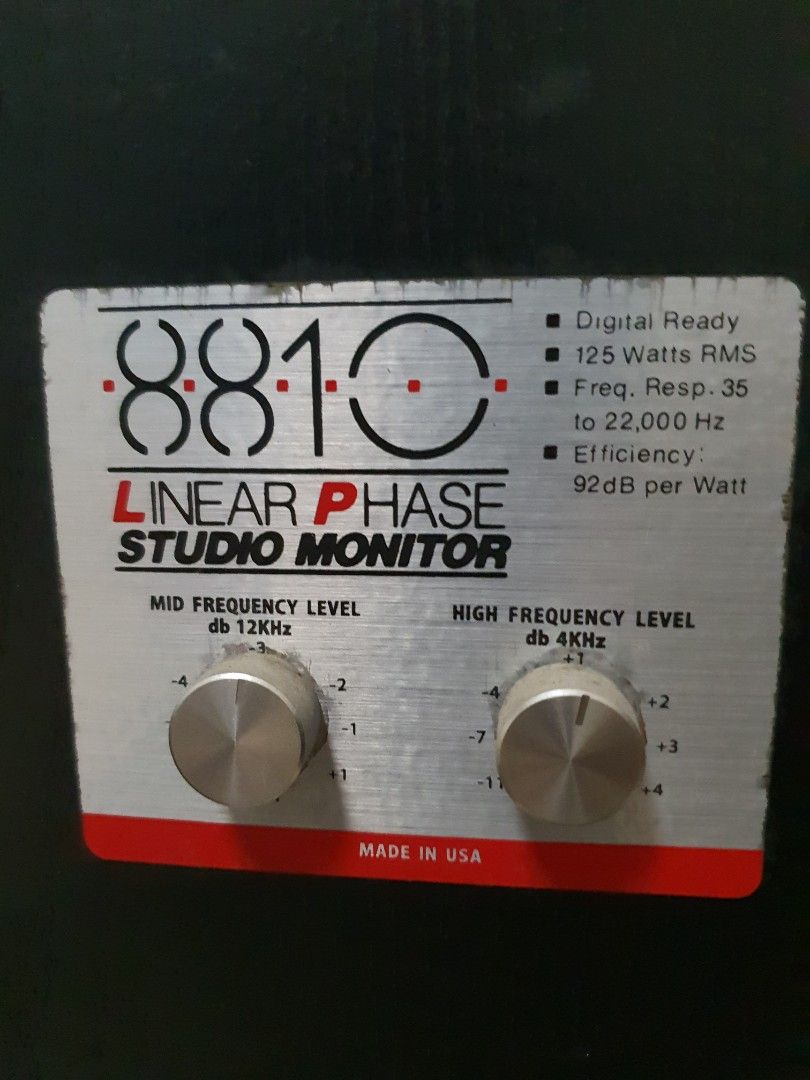 8810
LINEAR PHASE
STUDIO MONITOR
Digital Ready
125 Watts RMS
Freq. Resp. 35
to 22,000 Hz
Efficiency:
92dB per Watt
MID FREQUENCY LEVEL
db 12KHz
-3
-4
-2
-1
+1
HIGH FREQUENCY LEVEL
db 4KHz
+1
-4
+2
-7
+3
-11
+4
MADE IN USA